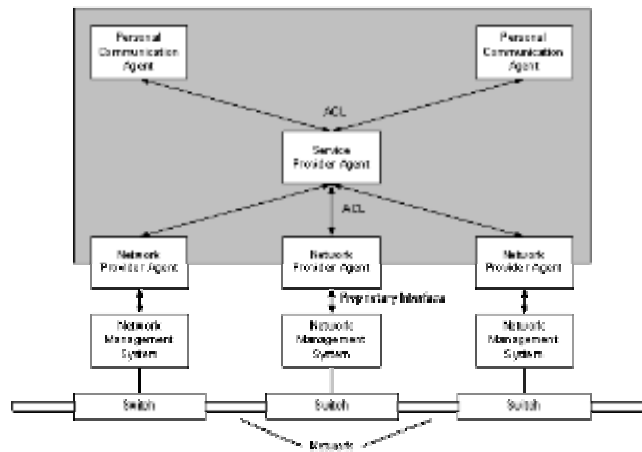 Personal
Communication
Agent
Personal
Communication
Agent
ACL
Service
Provider Agent
ACL
Network
Provider Agent
Network
Provider Agent
Network
Provider Agent
Proprietary Interface
Network
Management
System
Network
Management
System
Network
Management
System
Switch
Switch
Switch
Network